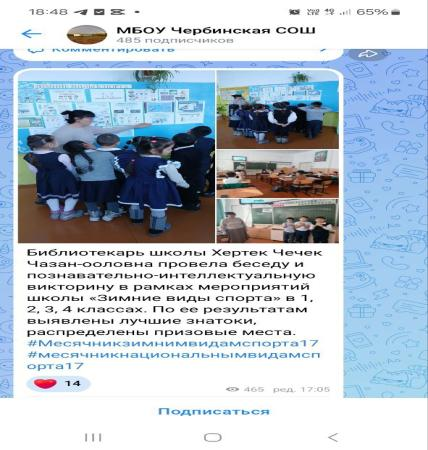 18:48
65%
МБОУ Чербинская СОШ
485 подписчиков
Комментировать
Библиотекарь школы Хертек Чечек
Чазан-ооловна провела беседу и
познавательно-интеллектуальную
викторину в рамках мероприятий
школы «Зимние виды спорта» в 1,
2, 3, 4 классах. По ее результатам
выявлены лучшие знатоки,
распределены призовые места.
#Месячникзимнимвидамспорта17
#месячникнациональнымвидамсп
орта17
14
465 ред. 17:05
Подписаться